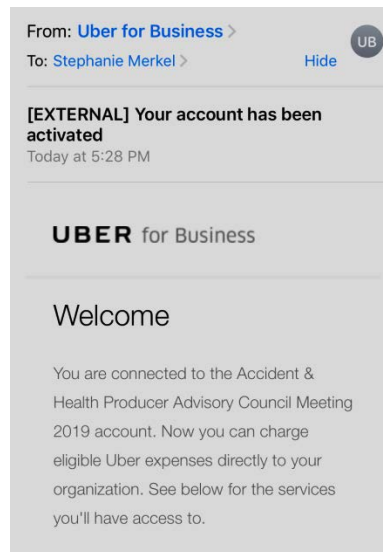 From: Uber for Business >
UB
To: Stephanie Merkel >
Hide
[EXTERNAL] Your account has been
activated
Today at 5:28 PM
UBER for Business
Welcome
You are connected to the Accident &
Health Producer Advisory Council Meeting
2019 account. Now you can charge
eligible Uber expenses directly to your
organization. See below for the services
you'll have access to.